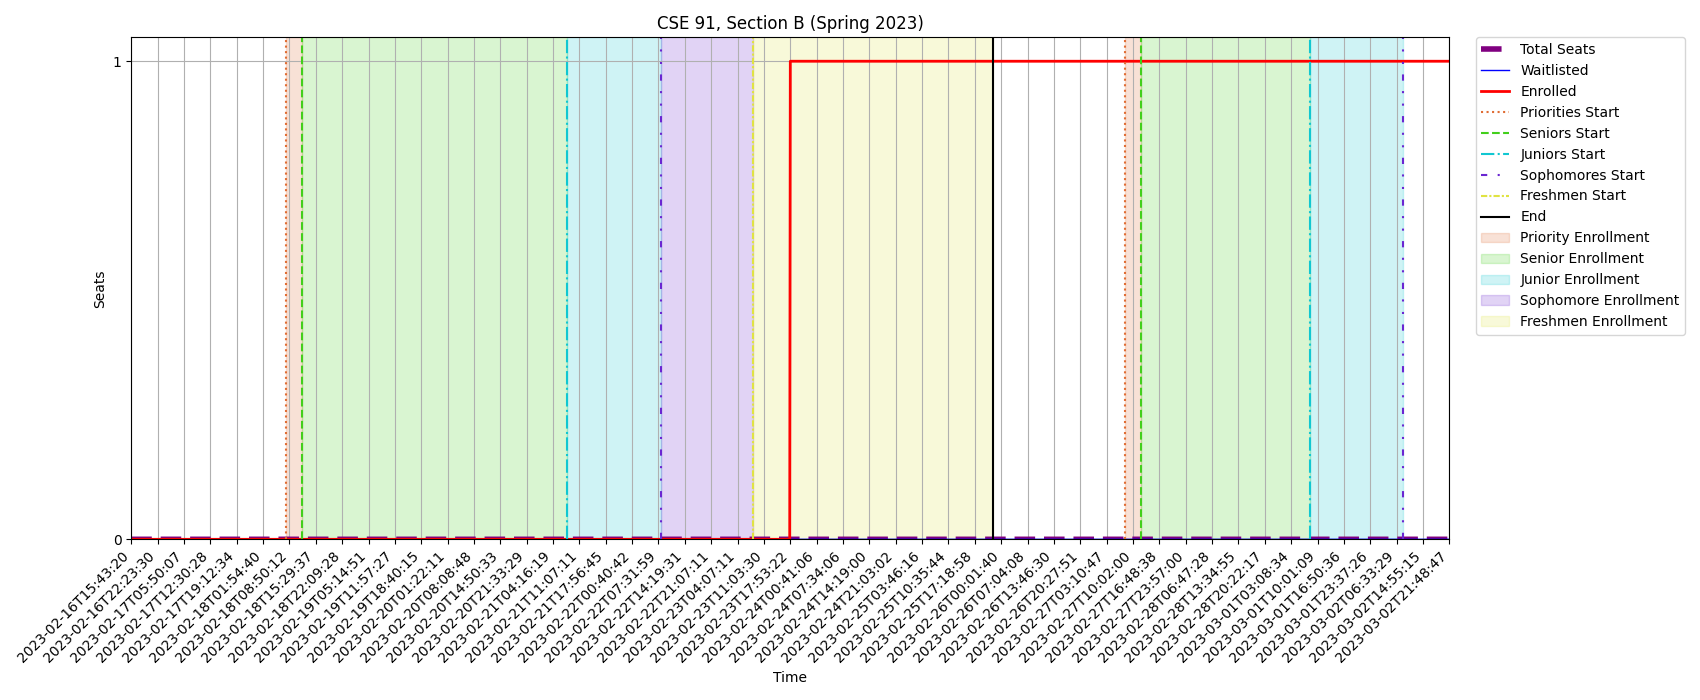 CSE 91, Section B (Spring 2023)
Seats
1
0
2023-02-16T15:43:20
2023-02-16T22:23:30
2023-02-17T05:50:07
2023-02-17T12:30:28
2023-02-17T19:12:34
2023-02-18T01:54:40
2023-02-18T08:50:12
2023-02-18T15:29:37
2023-02-18T22:09:28
2023-02-19T05:14:51
2023-02-19T11:57:27
2023-02-19T18:40:15
2023-02-20T01:22:11
2023-02-20T08:08:48
2023-02-20T14:50:33
2023-02-20T21:33:29
2023-02-21T04:16:19
2023-02-21T11:07:11
2023-02-21T17:56:45
2023-02-22T00:40:42
2023-02-22T07:31:59
2023-02-22T14:19:31
2023-02-22T21:07:11
2023-02-23T04:07:11
2023-02-23T11:03:30
2023-02-23T17:53:22
2023-02-24T00:41:06
2023-02-24T07:34:06
2023-02-24T14:19:00
2023-02-24T21:03:02
2023-02-25T03:46:16
2023-02-25T10:35:44
2023-02-25T17:18:58
2023-02-26T00:01:40
2023-02-26T07:04:08
2023-02-26T13:46:30
2023-02-26T20:27:51
2023-02-27T03:10:47
2023-02-27T10:02:00
2023-02-27T16:48:38
2023-02-27T23:57:00
2023-02-28T06:47:28
2023-02-28T13:34:55
2023-02-28T20:22:17
2023-03-01T03:08:34
2023-03-01T10:01:09
2023-03-01T16:50:36
2023-03-01T23:37:26
2023-03-02T06:33:29
2023-03-02T14:55:15
2023-03-02T21:48:47
Time
Total Seats
Waitlisted
Enrolled
Priorities Start
Seniors Start
Juniors Start
Sophomores Start
Freshmen Start
End
Priority Enrollment
Senior Enrollment
Junior Enrollment
Sophomore Enrollment
Freshmen Enrollment